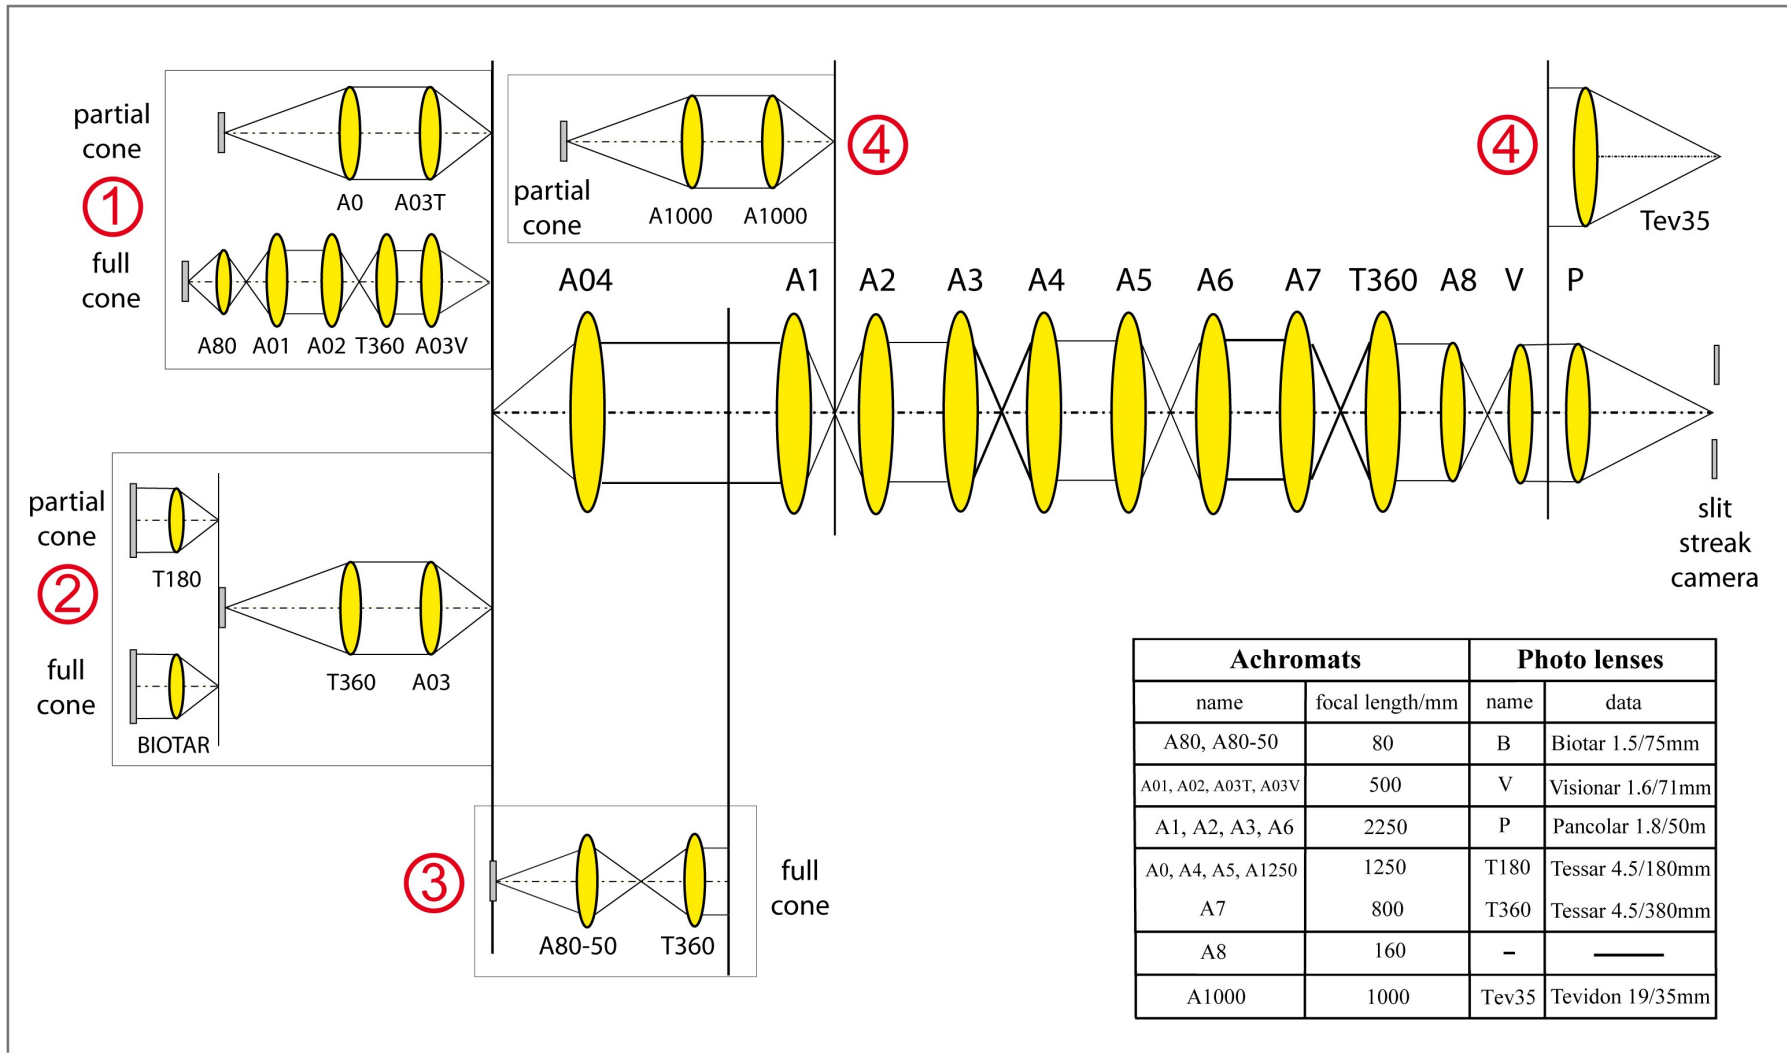 partial
cone
1
full
cone
A0
A03T
A80
A01
A02
T360
A03V
partial
cone
A1000
A1000
4
4
Tev35
A04
A1
A2
A3
A4
A5
A6
A7
T360
A8
V
P
slit
streak
camera
partial
cone
2
full
cone
T180
BIOTAR
T360
A03
3
A80-50
T360
full
cone
Achromats
Photo lenses
name
focal length/mm
name
data
A80, A80-50
80
B
Biotar 1.5/75mm
A01, A02, A03T, A03V
500
V
Visionar 1.6/71mm
A1, A2, A3, A6
2250
P
Pancolar 1.8/50m
A0, A4, A5, A1250
1250
T180
Tessar 4.5/180mm
A7
800
T360
Tessar 4.5/380mm
A8
160
–
A1000
1000
Tev35
Tevidon 19/35mm